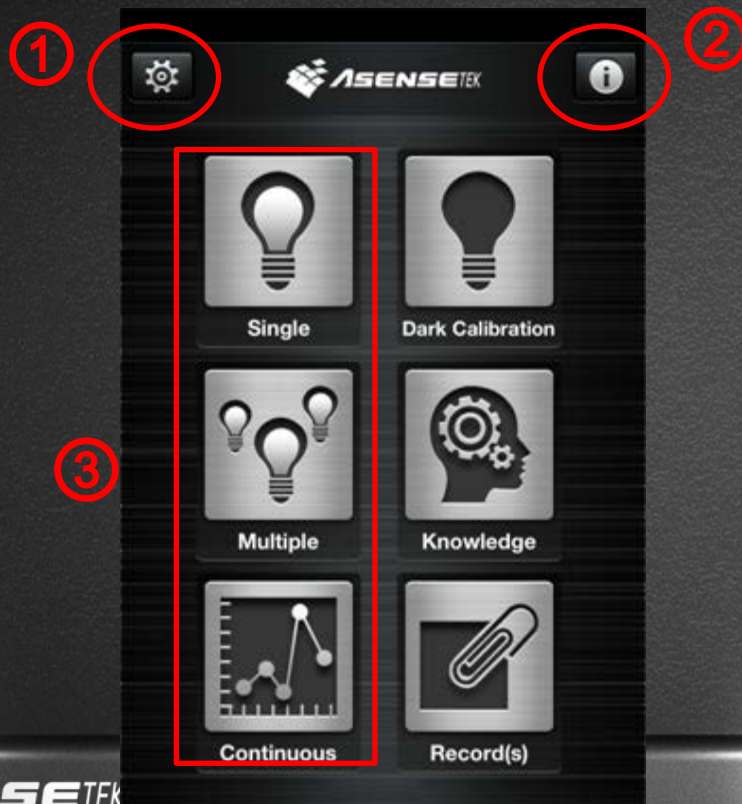 1
2
ASENSETEK
i
Single
Dark Calibration
3
Multiple
Knowledge
Continuous
Record(s)
SETEK